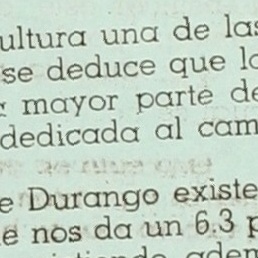 ultura una de las
se deduce que lo
mayor parte de
dedicada al cam
e Durango existe
e nos da un 6.3 p